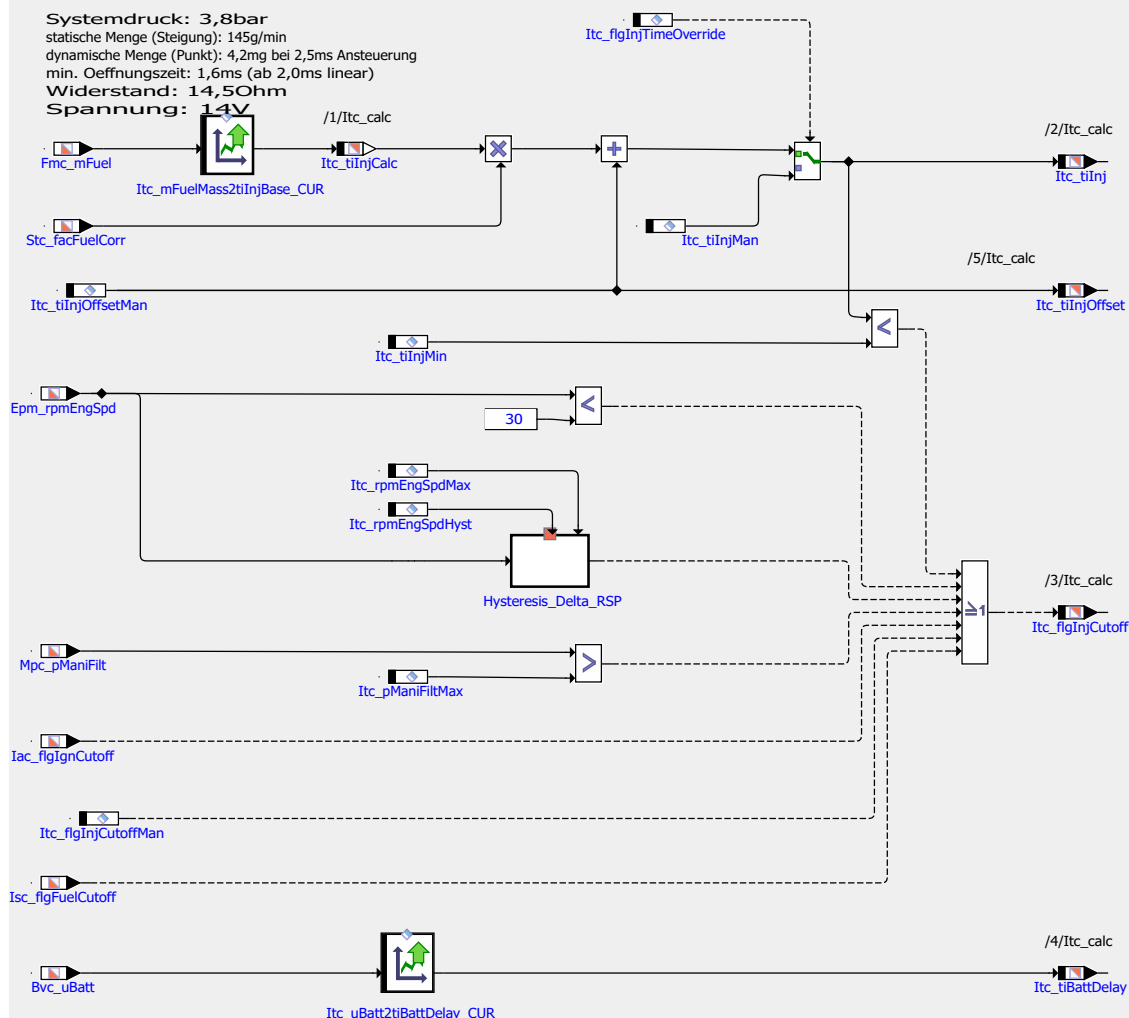 Systemdruck: 3,8bar
statische Menge (Steigung): 145g/min
dynamische Menge (Punkt): 4,2mg bei 2,5ms Ansteuerung
min. Oeffnungszeit: 1,6ms (ab 2,0ms linear)
Widerstand: 14,5Ohm
Spannung: 14V
Itc_flgInjTimeOverride
/1/Itc_calc
/2/Itc_calc
Fmc_mFuel
Itc_tiInjCalc
Itc_tiInj
Itc_mFuelMass2tiInjBase_CUR
Stc_facFuelCorr
Itc_tiInjMan
/5/Itc_calc
Itc_tiInjOffsetMan
Itc_tiInjOffset
<
Itc_tiInjMin
Epm_rpmEngSpd
<
30
Itc_rpmEngSpdMax
Itc_rpmEngSpdHyst
Hysteresis_Delta_RSP
/3/Itc_calc
≥1
Itc_flgInjCutoff
Mpc_pManiFilt
>
Itc_pManiFiltMax
Iac_flgIgnCutoff
Itc_flgInjCutoffMan
Isc_flgFuelCutoff
/4/Itc_calc
Bvc_uBatt
Itc_tiBattDelay
Itc_uBatt2tiBattDelay_CUR